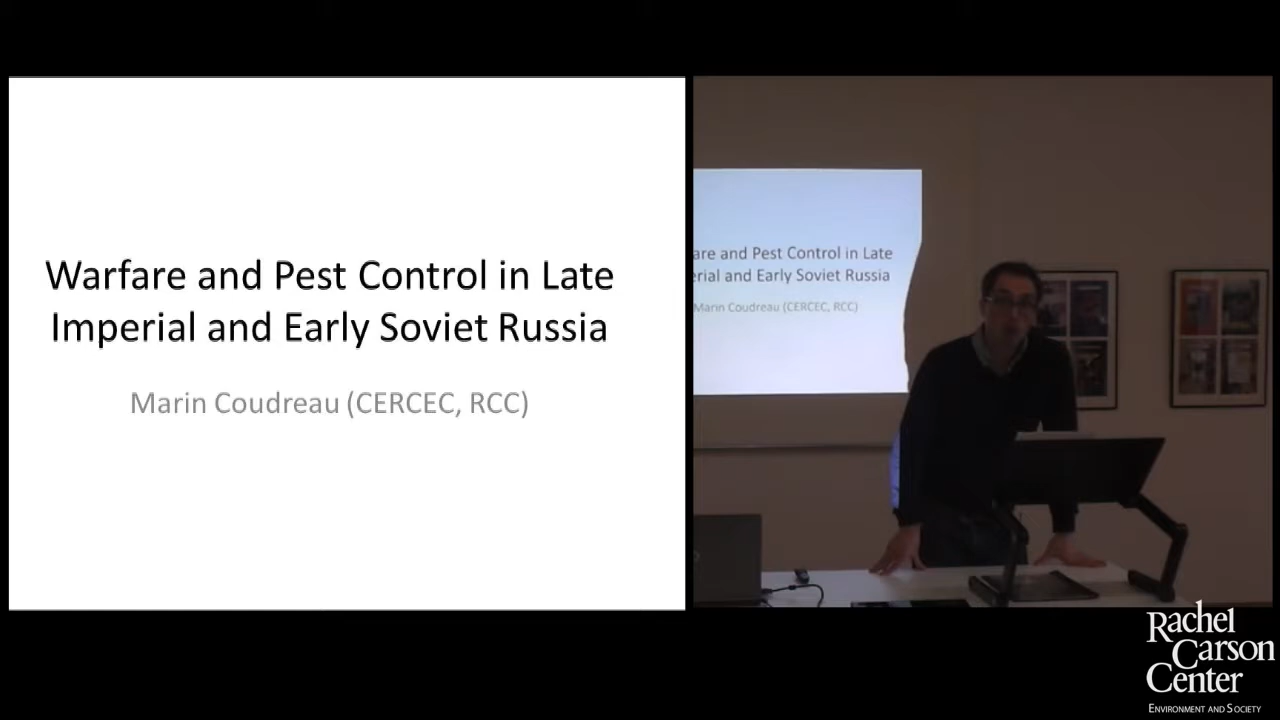 Warfare and Pest Control in Late
Imperial and Early Soviet Russia
Marin Coudreau (CERCEC, RCC)
are and Pest Control in Late
erial and Early Soviet Russia
Marin Coudreau (CERCEC, RCC)
Rachel
Carson
Center
ENVIRONMENT AND SOCIETY